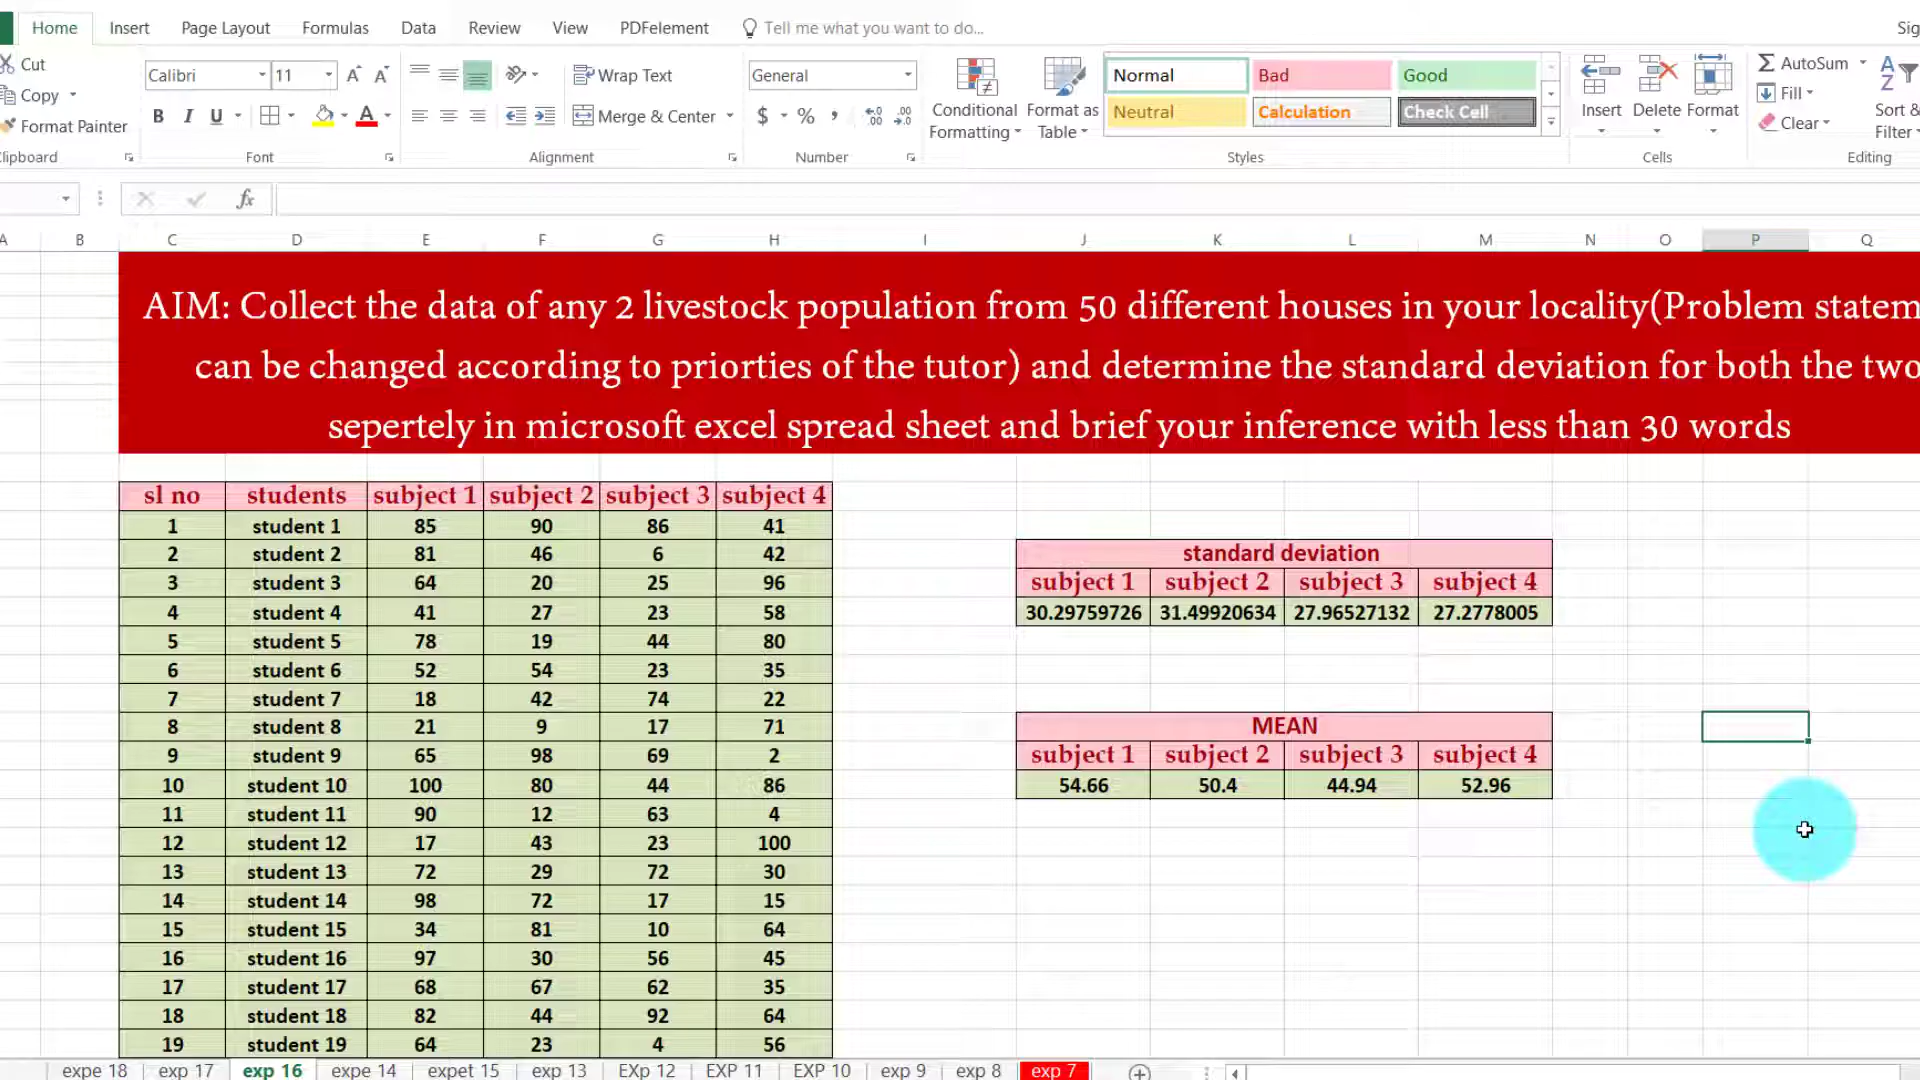 Home Insert Page Layout Formulas Data Review View PDFelement Tell me what you want to do...
Cut
Copy
Format Painter
Calibri 11
B I U
Wrap Text
Merge & Center
General
$ % ,
Conditional Formatting
Format as Table
Normal Bad Good
Neutral Calculation Check Cell
Insert Delete Format
AutoSum
Fill
Clear
Sort &
Filter
Font Alignment Number Styles Cells Editing
fx
A B C D E F G H I J K L M N O P Q
AIM: Collect the data of any 2 livestock population from 50 different houses in your locality(Problem statem
can be changed according to priorties of the tutor) and determine the standard deviation for both the two
sepertely in microsoft excel spread sheet and brief your inference with less than 30 words
sl no students subject 1 subject 2 subject 3 subject 4
1 student 1 85 90 86 41
2 student 2 81 46 6 42
3 student 3 64 20 25 96
4 student 4 41 27 23 58
5 student 5 78 19 44 80
6 student 6 52 54 23 35
7 student 7 18 42 74 22
8 student 8 21 9 17 71
9 student 9 65 98 69 2
10 student 10 100 80 44 86
11 student 11 90 12 63 4
12 student 12 17 43 23 100
13 student 13 72 29 72 30
14 student 14 98 72 17 15
15 student 15 34 81 10 64
16 student 16 97 30 56 45
17 student 17 68 67 62 35
18 student 18 82 44 92 64
19 student 19 64 23 4 56
standard deviation
subject 1 subject 2 subject 3 subject 4
30.29759726 31.49920634 27.96527132 27.2778005
MEAN
subject 1 subject 2 subject 3 subject 4
54.66 50.4 44.94 52.96
expe 18 exp 17 exp 16 expe 14 expet 15 exp 13 EXp 12 EXP 11 EXP 10 exp 9 exp 8 exp 7